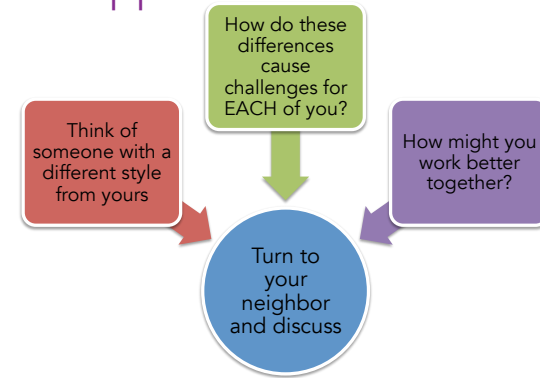 How do these
differences
cause
challenges for
EACH of you?
Think of
someone with a
different style
from yours
How might you
work better
together?
Turn to
your
neighbor
and discuss